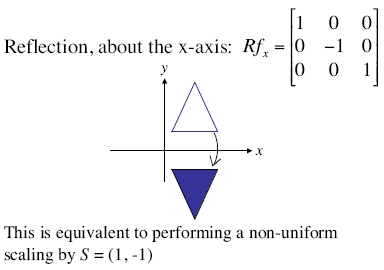 1 0 0
Reflection, about the x-axis: Rfₓ = 0 −1 0
0 0 1
y
x
This is equivalent to performing a non-uniform
scaling by S = (1, -1)